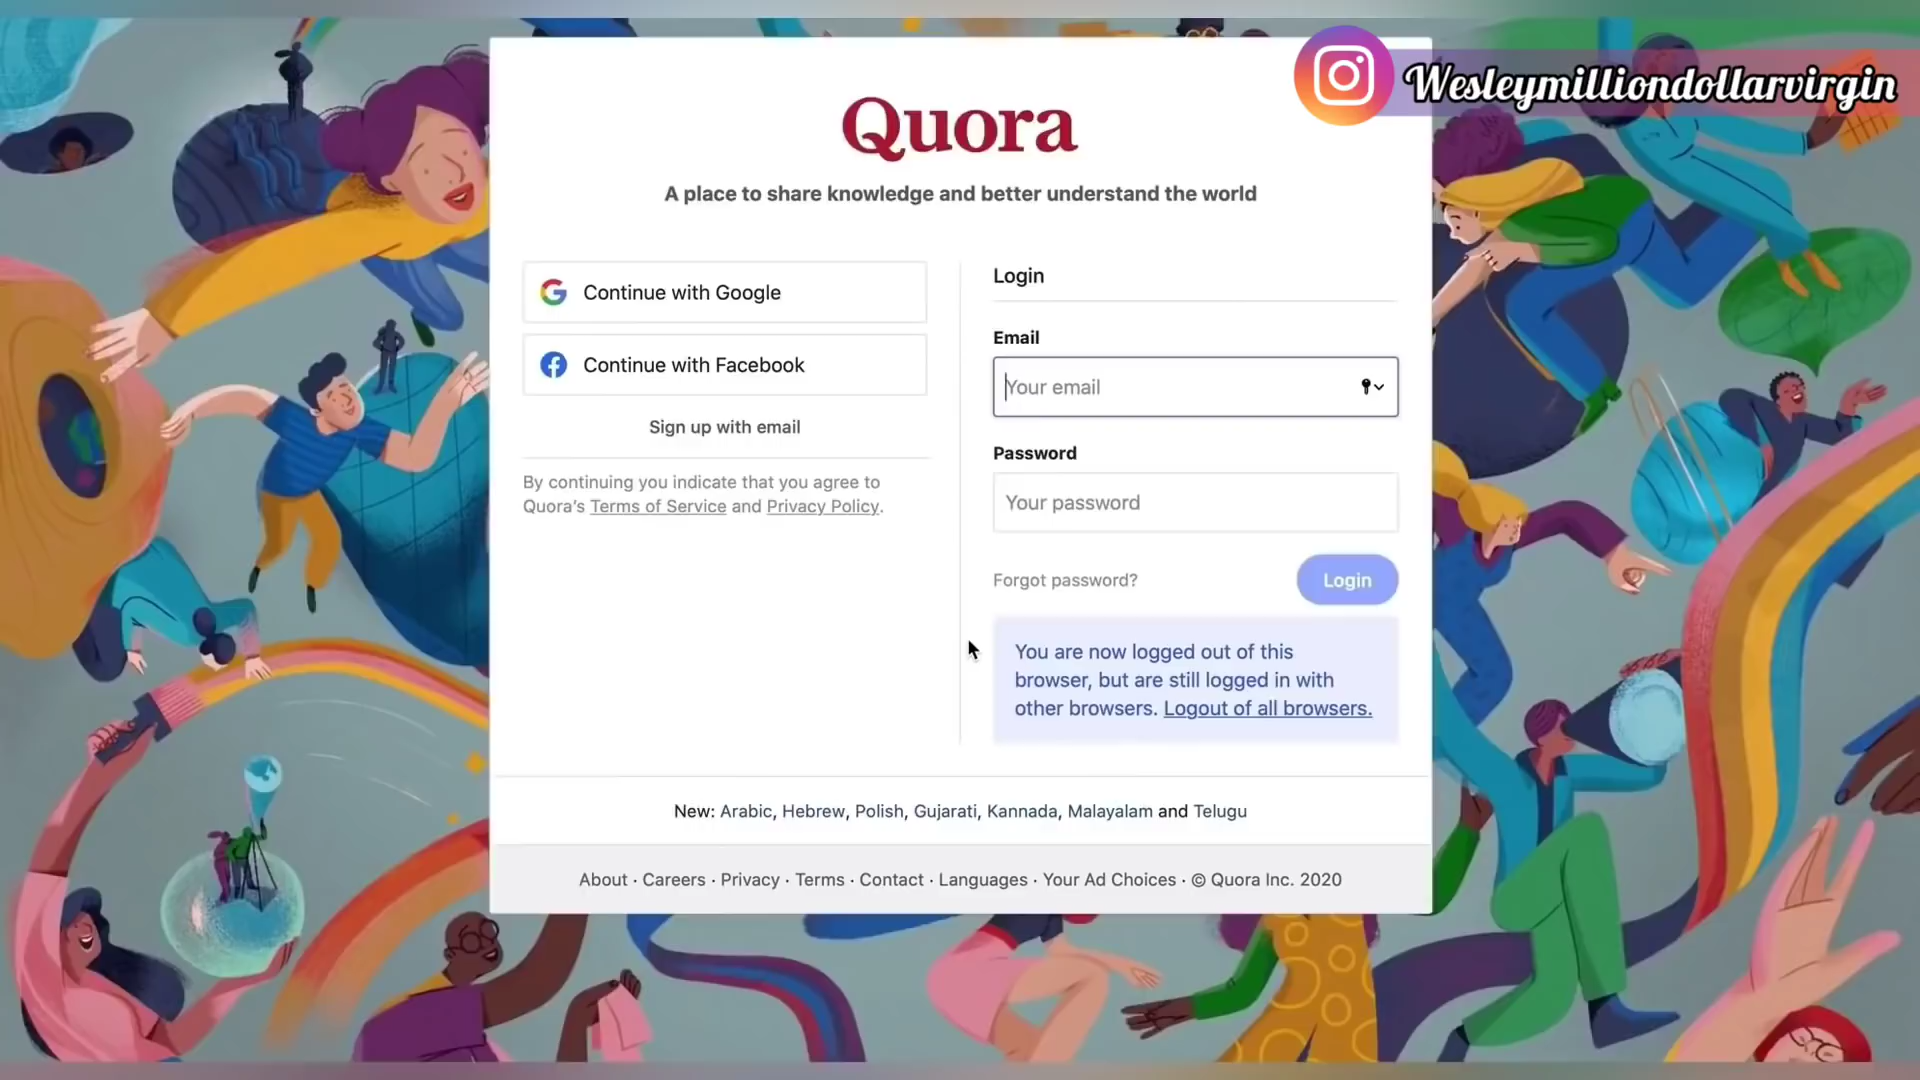 Wesleymilliondollarvirgin
Quora
A place to share knowledge and better understand the world
Continue with Google
Continue with Facebook
Sign up with email
By continuing you indicate that you agree to
Quora's Terms of Service and Privacy Policy.
Login
Email
Your email
Password
Your password
Forgot password?
Login
You are now logged out of this
browser, but are still logged in with
other browsers. Logout of all browsers.
New: Arabic, Hebrew, Polish, Gujarati, Kannada, Malayalam and Telugu
About · Careers · Privacy · Terms · Contact · Languages · Your Ad Choices · © Quora Inc. 2020